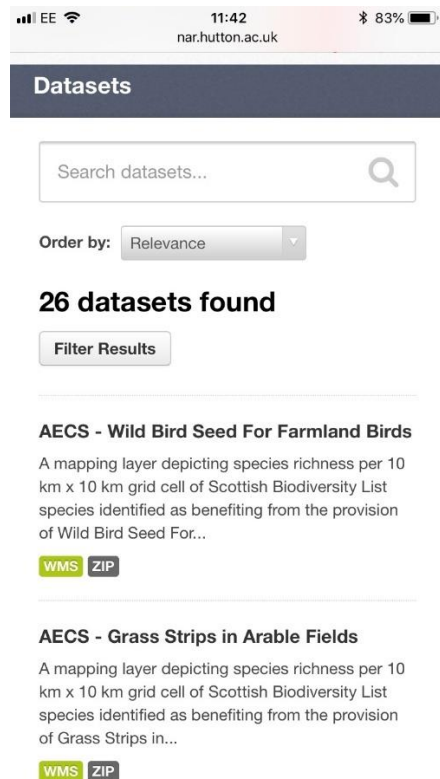 EE 11:42 83%
nar.hutton.ac.uk
Datasets
Search datasets...
Order by: Relevance
26 datasets found
Filter Results
AECS - Wild Bird Seed For Farmland Birds
A mapping layer depicting species richness per 10
km x 10 km grid cell of Scottish Biodiversity List
species identified as benefiting from the provision
of Wild Bird Seed For...
WMS ZIP
AECS - Grass Strips in Arable Fields
A mapping layer depicting species richness per 10
km x 10 km grid cell of Scottish Biodiversity List
species identified as benefiting from the provision
of Grass Strips in...
WMS ZIP